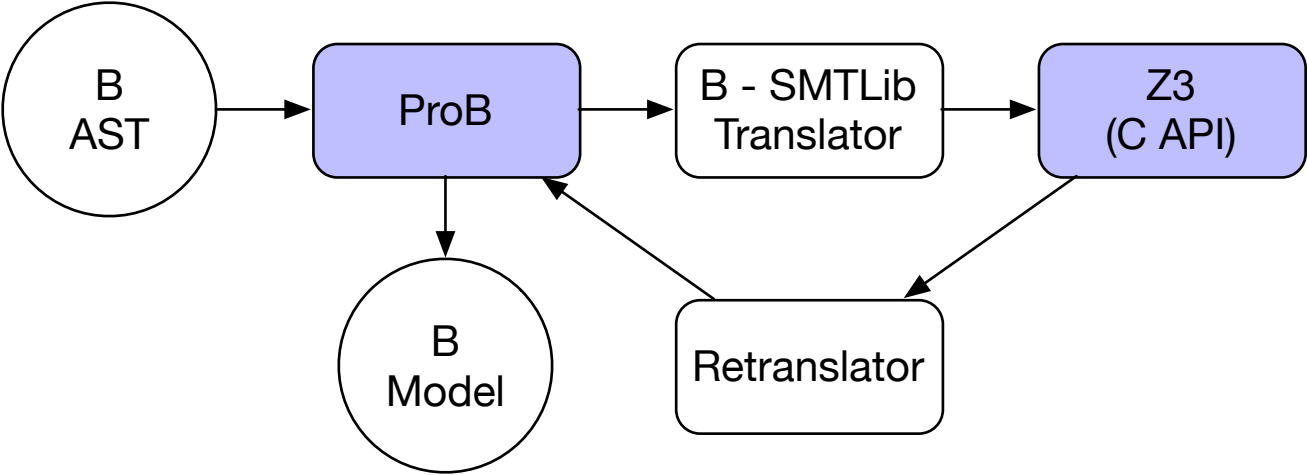 B
AST
ProB
B - SMTLib
Translator
Z3
(C API)
B
Model
Retranslator